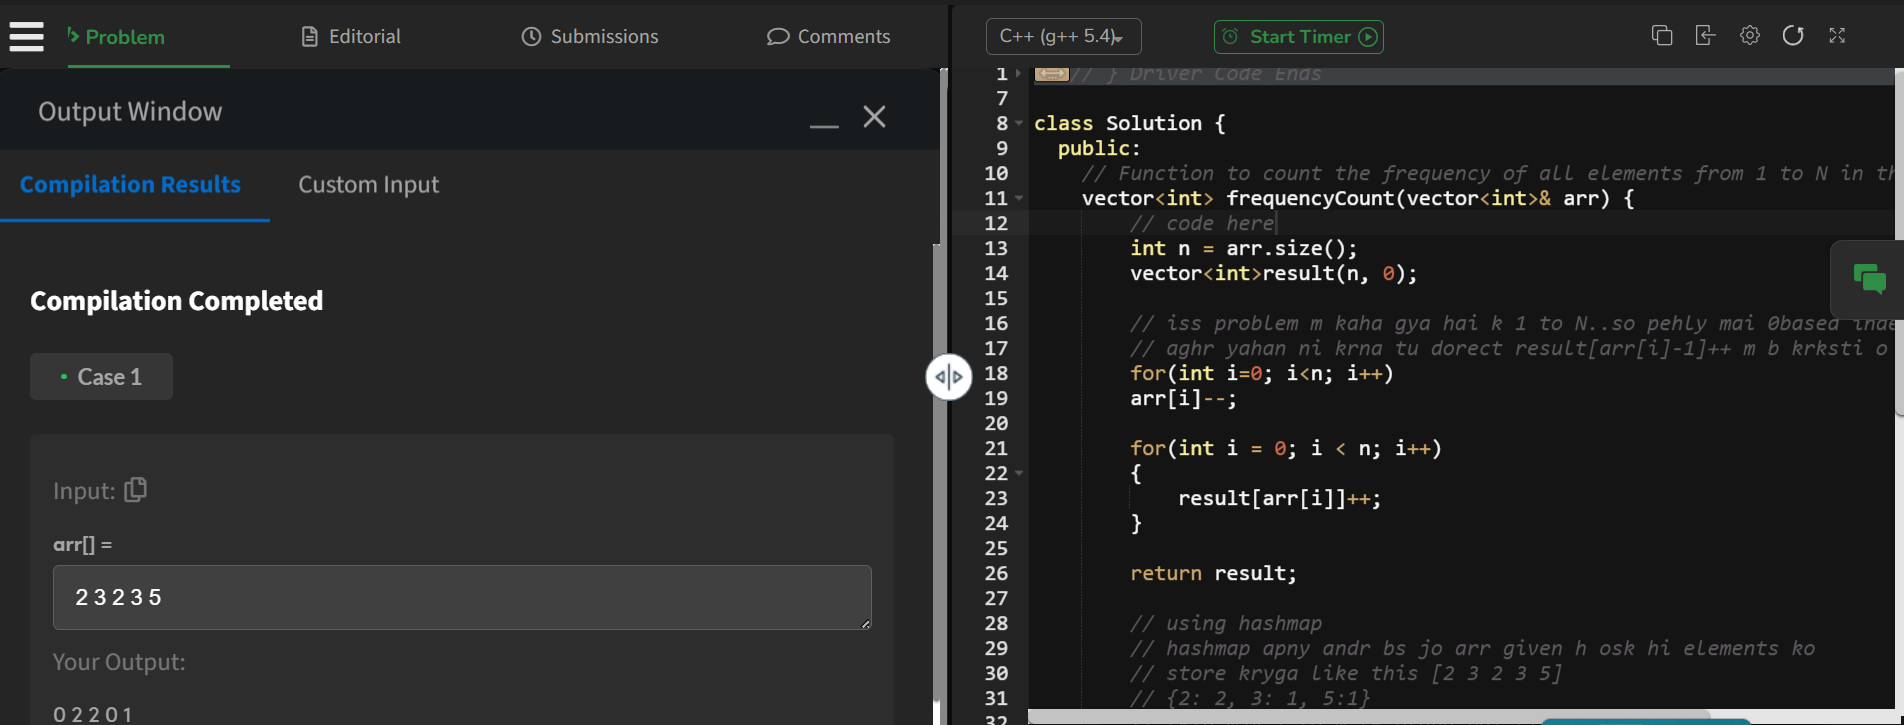 Problem
Editorial
Submissions
Comments
Output Window
Compilation Results
Custom Input
Compilation Completed
Case 1
Input:
arr[] =
2 3 2 3 5
Your Output:
0 2 2 0 1
C++ (g++ 5.4)
Start Timer
1 // } Driver Code Ends
7
8 class Solution {
9 public:
10 // Function to count the frequency of all elements from 1 to N in th
11 vector<int> frequencyCount(vector<int>& arr) {
12 // code here
13 int n = arr.size();
14 vector<int>result(n, 0);
15
16 // iss problem m kaha gya hai k 1 to N..so pehly mai 0based inde
17 // aghr yahan ni krna tu dorect result[arr[i]-1]++ m b krksti o
18 for(int i=0; i<n; i++)
19 arr[i]--;
20
21 for(int i = 0; i < n; i++)
22 {
23 result[arr[i]]++;
24 }
25
26 return result;
27
28 // using hashmap
29 // hashmap apny andr bs jo arr given h osk hi elements ko
30 // store kryga like this [2 3 2 3 5]
31 // {2: 2, 3: 1, 5:1}
32